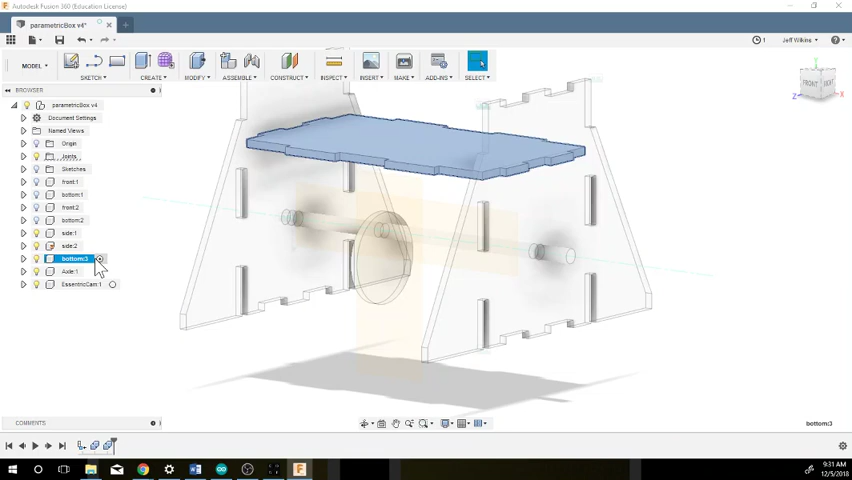 Autodesk Fusion 360 (Education License)
parametricBox v4*
1 Jeff Wilkins
MODEL SKETCH CREATE MODIFY ASSEMBLE CONSTRUCT INSPECT INSERT MAKE ADD-INS SELECT
BROWSER
parametricBox v4
Document Settings
Named Views
Origin
Joints
Sketches
front:1
bottom:1
front:2
bottom:2
side:1
side:2
bottom:3
Axle:1
EssentricCam:1
FRONT RIGHT
Z X
COMMENTS
bottom:3
9:31 AM
12/5/2018